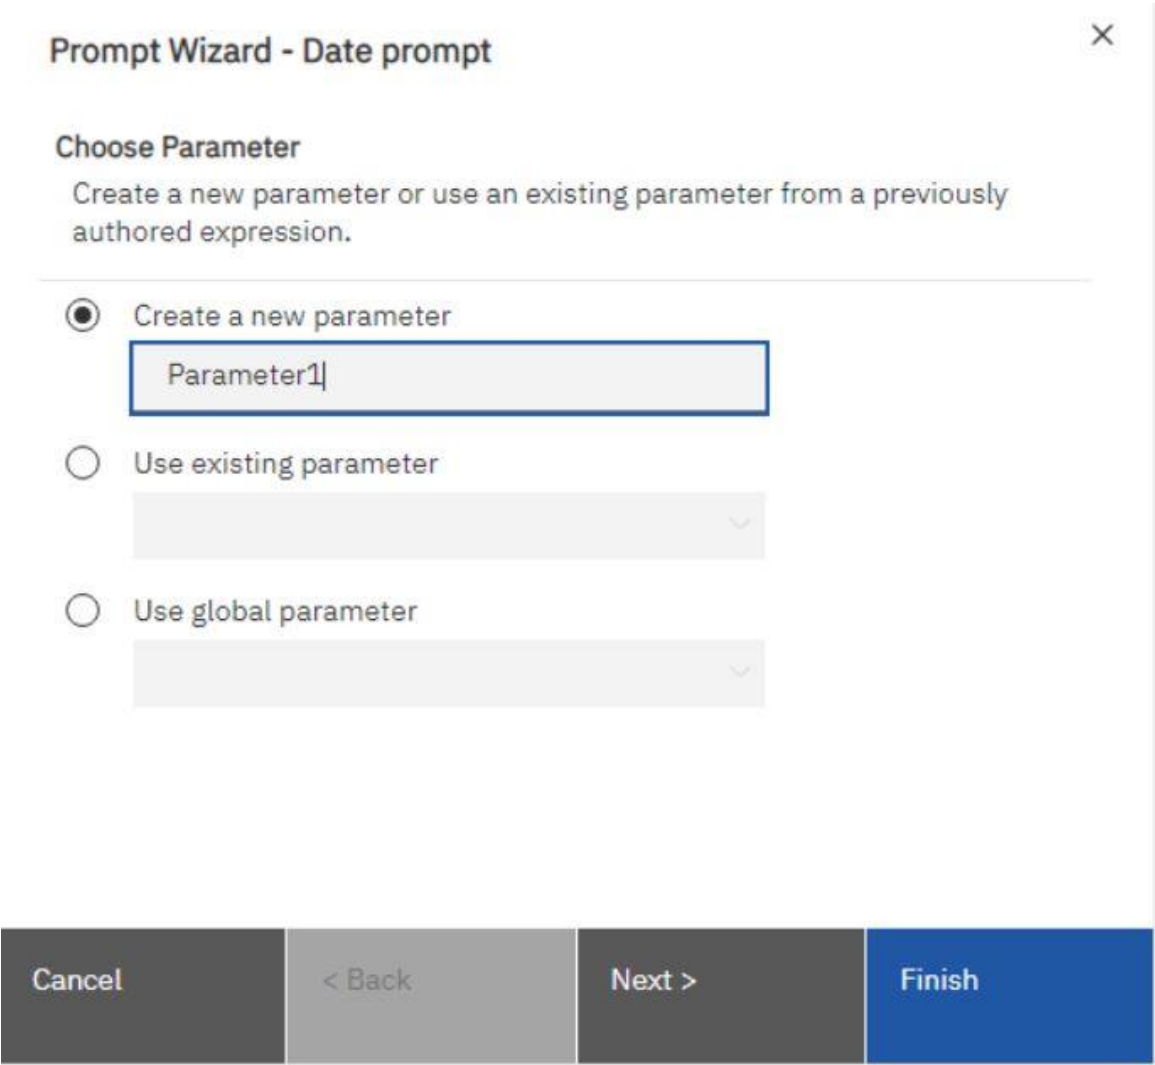 Prompt Wizard - Date prompt
Choose Parameter
Create a new parameter or use an existing parameter from a previously
authored expression.
Create a new parameter
Parameter1
Use existing parameter
Use global parameter
Cancel
< Back
Next >
Finish